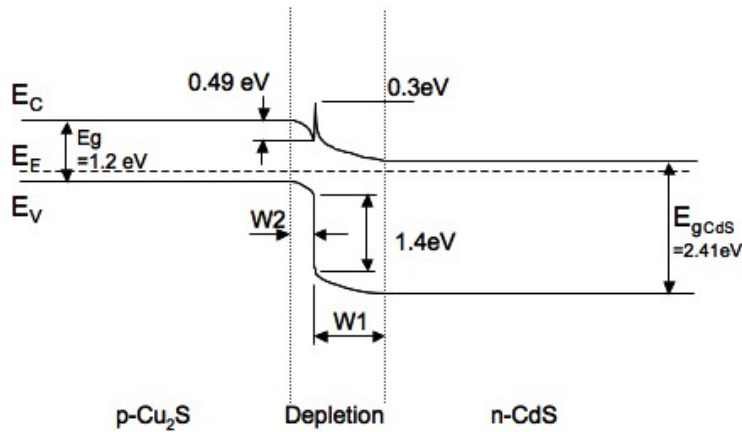 0.49 eV
0.3eV
E_C
Eg
=1.2 eV
E_F
E_V
W2
1.4eV
E_gCdS
=2.41eV
W1
p-Cu₂S
Depletion
n-CdS